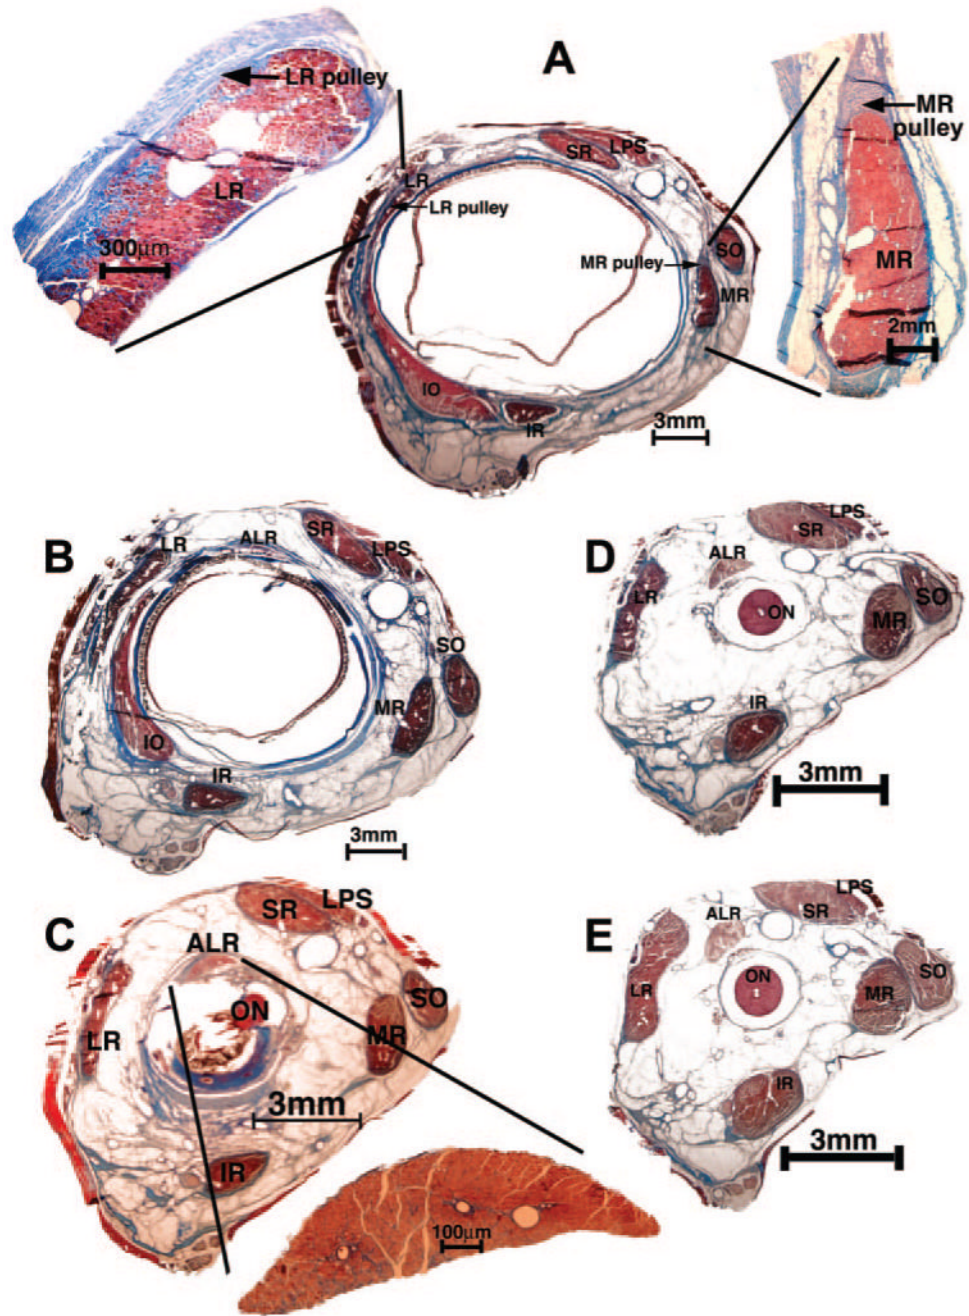 A
LR pulley
LR
300µm
SR
LPS
LR
LR pulley
MR pulley
SO
MR
IO
IR
3mm
MR
pulley
MR
2mm
B
LR
ALR
SR
LPS
SO
MR
IO
IR
3mm
D
LPS
SR
ALR
LR
ON
MR
SO
IR
3mm
C
SR
LPS
ALR
ON
SO
MR
LR
3mm
IR
100µm
E
LPS
SR
ALR
LR
ON
MR
SO
IR
3mm